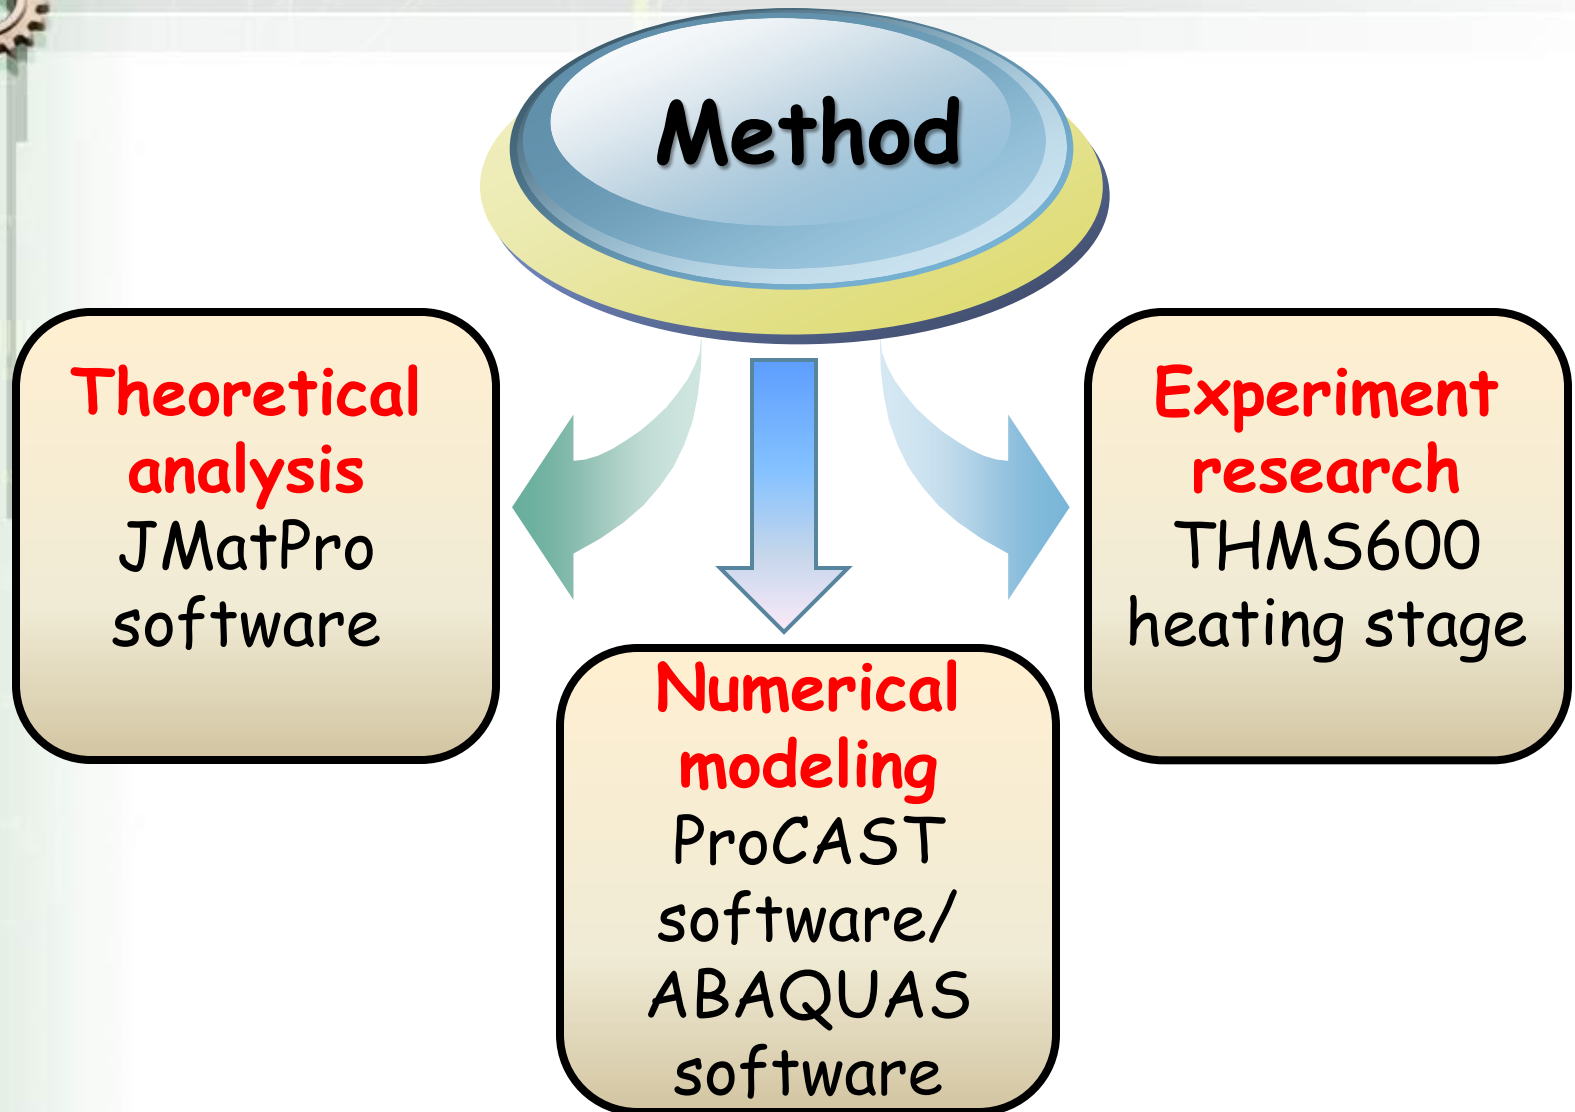 Method
Theoretical
analysis
JMatPro
software
Numerical
modeling
ProCAST
software/
ABAQUAS
software
Experiment
research
THMS600
heating stage